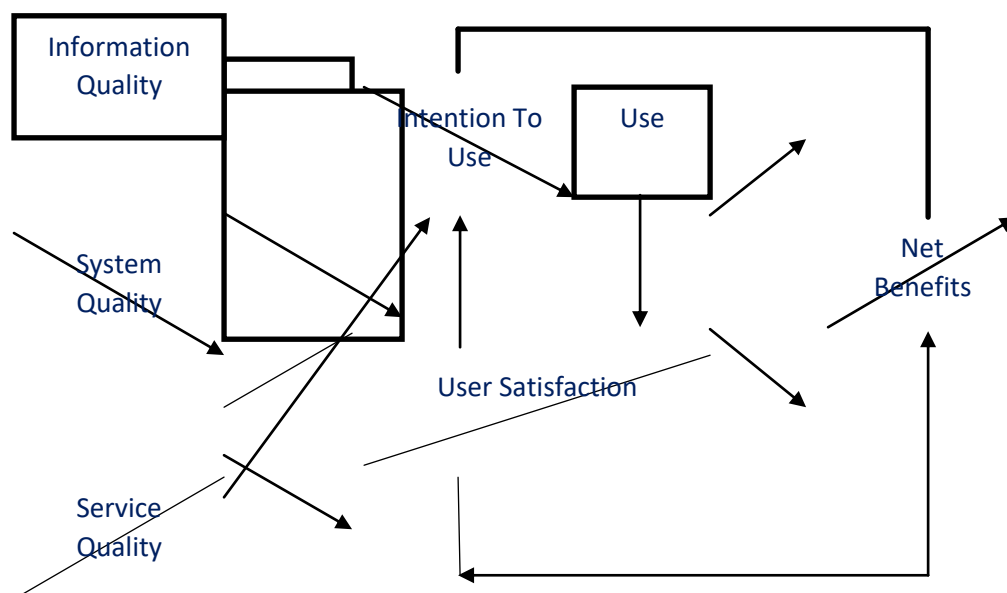 Information
Quality
Intention To
Use
Use
System
Quality
Net
Benefits
User Satisfaction
Service
Quality